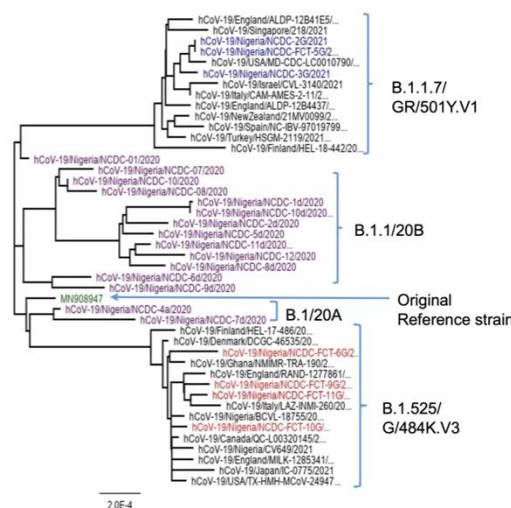 hCoV-19/England/ALDP-12B41E5/...
hCoV-19/Singapore/218/2021
hCoV-19/Nigeria/NCDC-2G/2021
hCoV-19/Nigeria/NCDC-FCT-5G/2...
hCoV-19/USA/MD-CDC-LC0010790/...
hCoV-19/Nigeria/NCDC-3G/2021
hCoV-19/Israel/CVL-3140/2021
hCoV-19/Italy/CAM-AMES-2-11/2...
hCoV-19/England/ALDP-12B4437/...
hCoV-19/NewZealand/21MV0099/2...
hCoV-19/Spain/NC-IBV-97019799...
hCoV-19/Turkey/HSGM-2119/2021...
hCoV-19/Finland/HEL-18-442/20...
B.1.1.7/
GR/501Y.V1
hCoV-19/Nigeria/NCDC-01/2020
hCoV-19/Nigeria/NCDC-07/2020
hCoV-19/Nigeria/NCDC-10/2020
hCoV-19/Nigeria/NCDC-08/2020
hCoV-19/Nigeria/NCDC-1d/2020
hCoV-19/Nigeria/NCDC-10d/2020...
hCoV-19/Nigeria/NCDC-2d/2020
hCoV-19/Nigeria/NCDC-5d/2020
hCoV-19/Nigeria/NCDC-11d/2020...
hCoV-19/Nigeria/NCDC-12/2020
hCoV-19/Nigeria/NCDC-8d/2020
hCoV-19/Nigeria/NCDC-6d/2020
hCoV-19/Nigeria/NCDC-9d/2020
B.1.1/20B
MN908947
Original
Reference strain
hCoV-19/Nigeria/NCDC-4a/2020
hCoV-19/Nigeria/NCDC-7d/2020
B.1/20A
hCoV-19/Finland/HEL-17-486/20...
hCoV-19/Denmark/DCGC-46535/20...
hCoV-19/Nigeria/NCDC-FCT-6G/2...
hCoV-19/Ghana/NMIMR-TRA-190/2...
hCoV-19/England/RAND-1277861/...
hCoV-19/Nigeria/NCDC-FCT-9G/2...
hCoV-19/Nigeria/NCDC-FCT-11G/...
hCoV-19/Italy/LAZ-INMI-260/20...
hCoV-19/Nigeria/BCVL-18755/20...
hCoV-19/Nigeria/NCDC-FCT-10G/...
hCoV-19/Canada/QC-L00320145/2...
hCoV-19/Nigeria/CV649/2021
hCoV-19/England/MILK-1285341/...
hCoV-19/Japan/IC-0775/2021
hCoV-19/USA/TX-HMH-MCoV-24947...
B.1.525/
G/484K.V3
2.0E-4